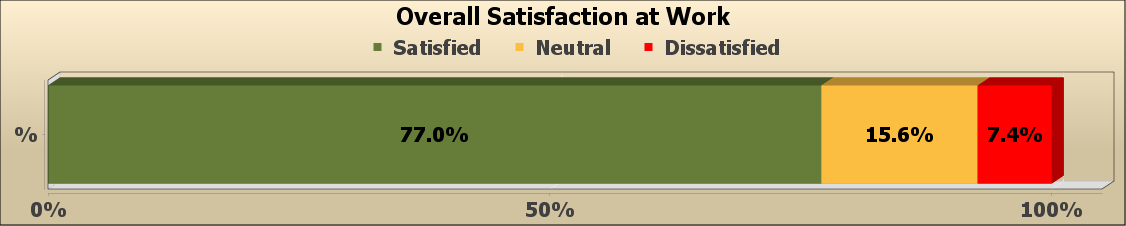 Overall Satisfaction at Work
Satisfied Neutral Dissatisfied
% 77.0% 15.6% 7.4%
0% 50% 100%